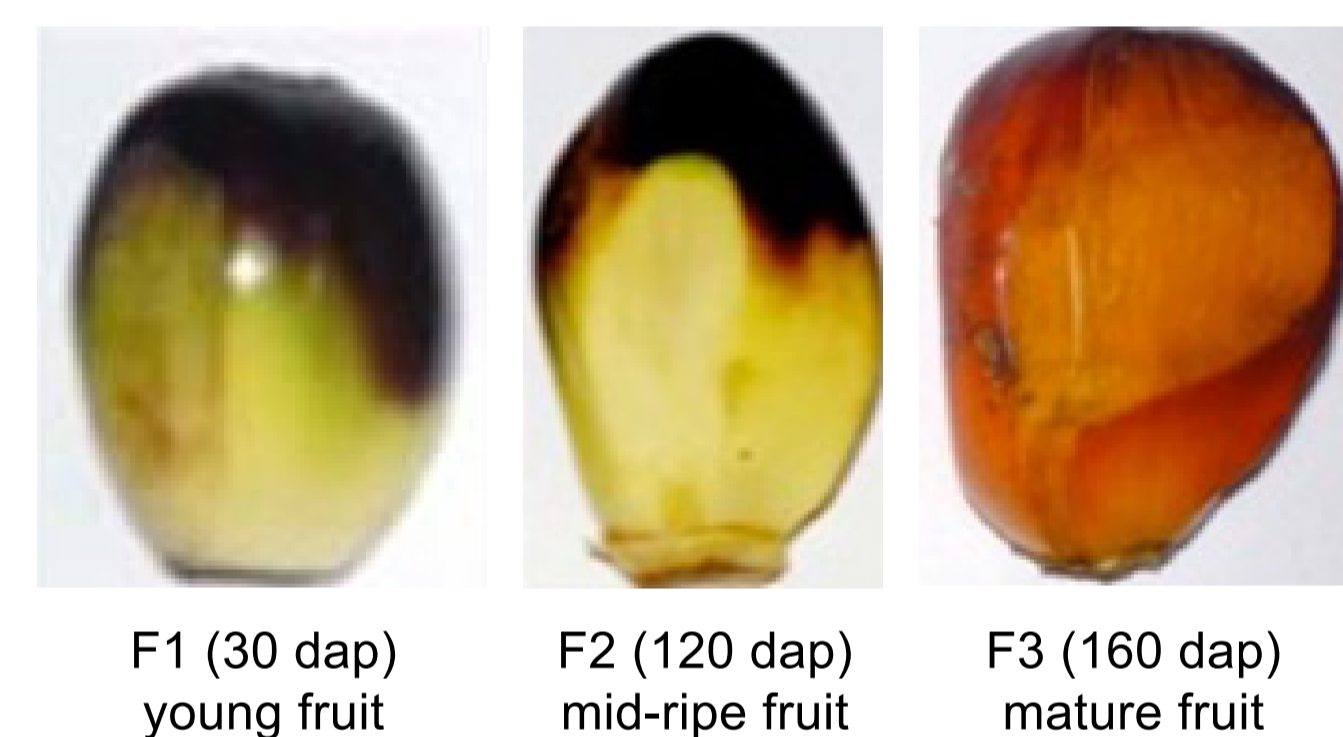 F1 (30 dap)
young fruit
F2 (120 dap)
mid-ripe fruit
F3 (160 dap)
mature fruit